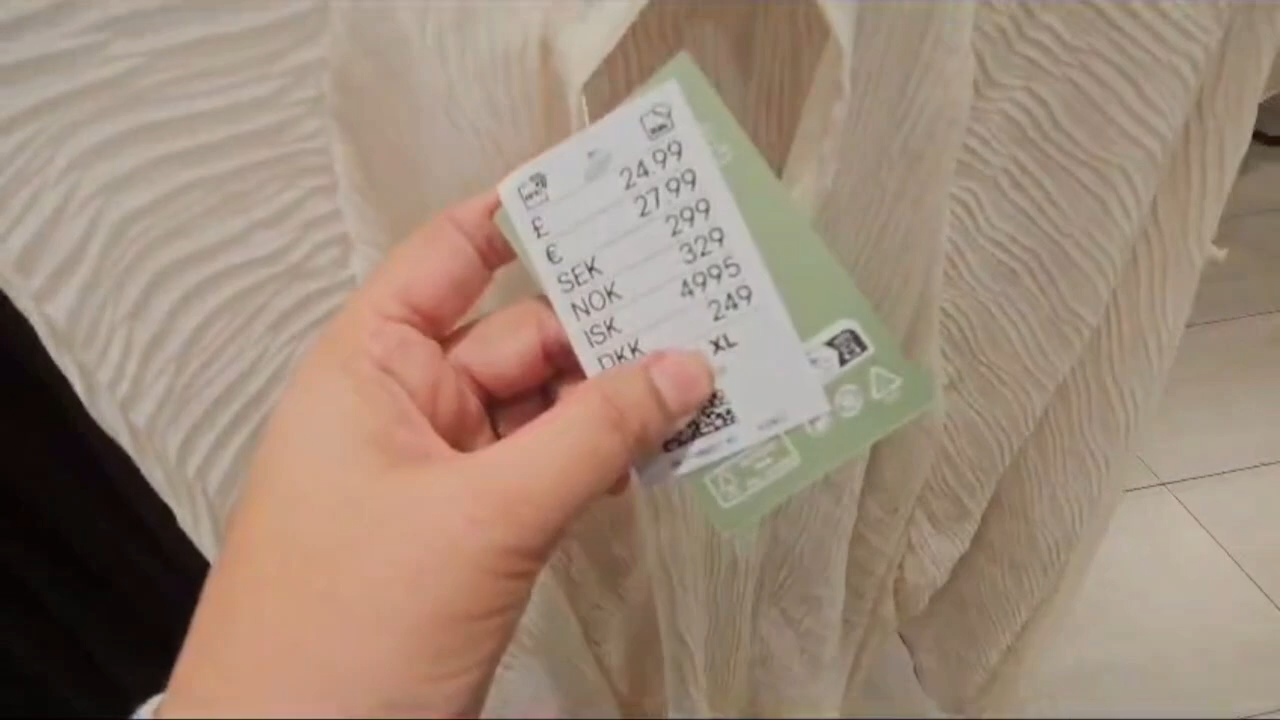 £ 24.99
€ 27.99
SEK 299
NOK 329
ISK 4995
DKK 249
XL